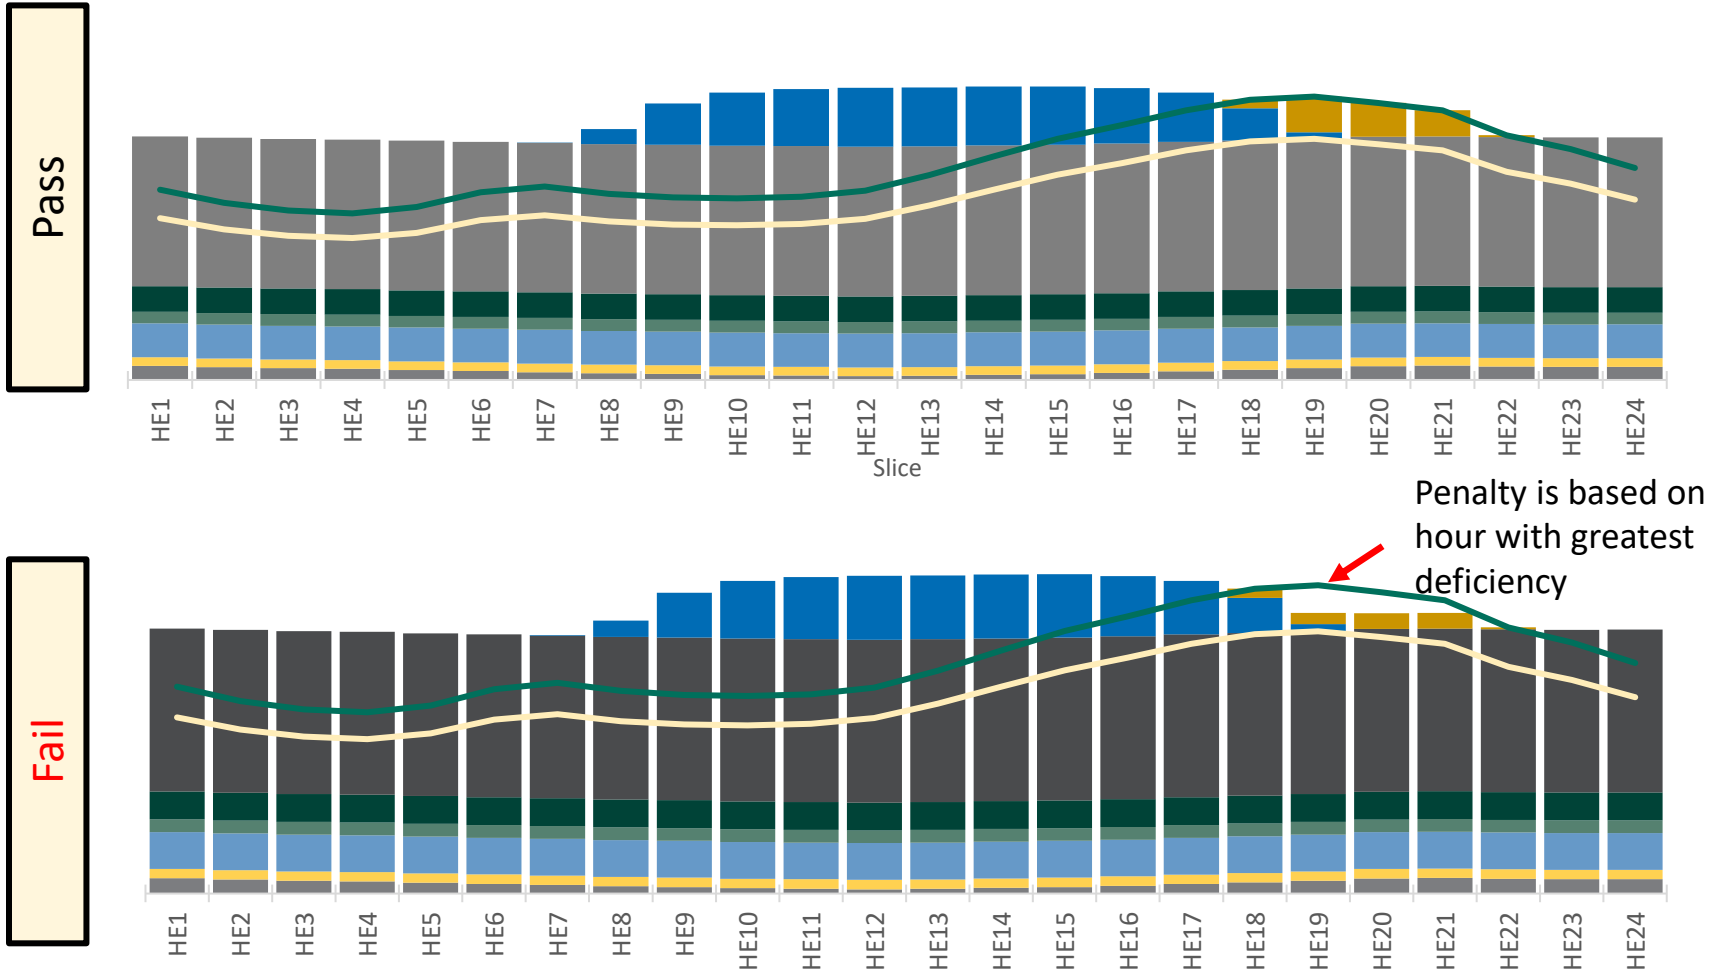 Pass
HE1 HE2 HE3 HE4 HE5 HE6 HE7 HE8 HE9 HE10 HE11 HE12 HE13 HE14 HE15 HE16 HE17 HE18 HE19 HE20 HE21 HE22 HE23 HE24
Slice
Penalty is based on
hour with greatest
deficiency
Fail
HE1 HE2 HE3 HE4 HE5 HE6 HE7 HE8 HE9 HE10 HE11 HE12 HE13 HE14 HE15 HE16 HE17 HE18 HE19 HE20 HE21 HE22 HE23 HE24